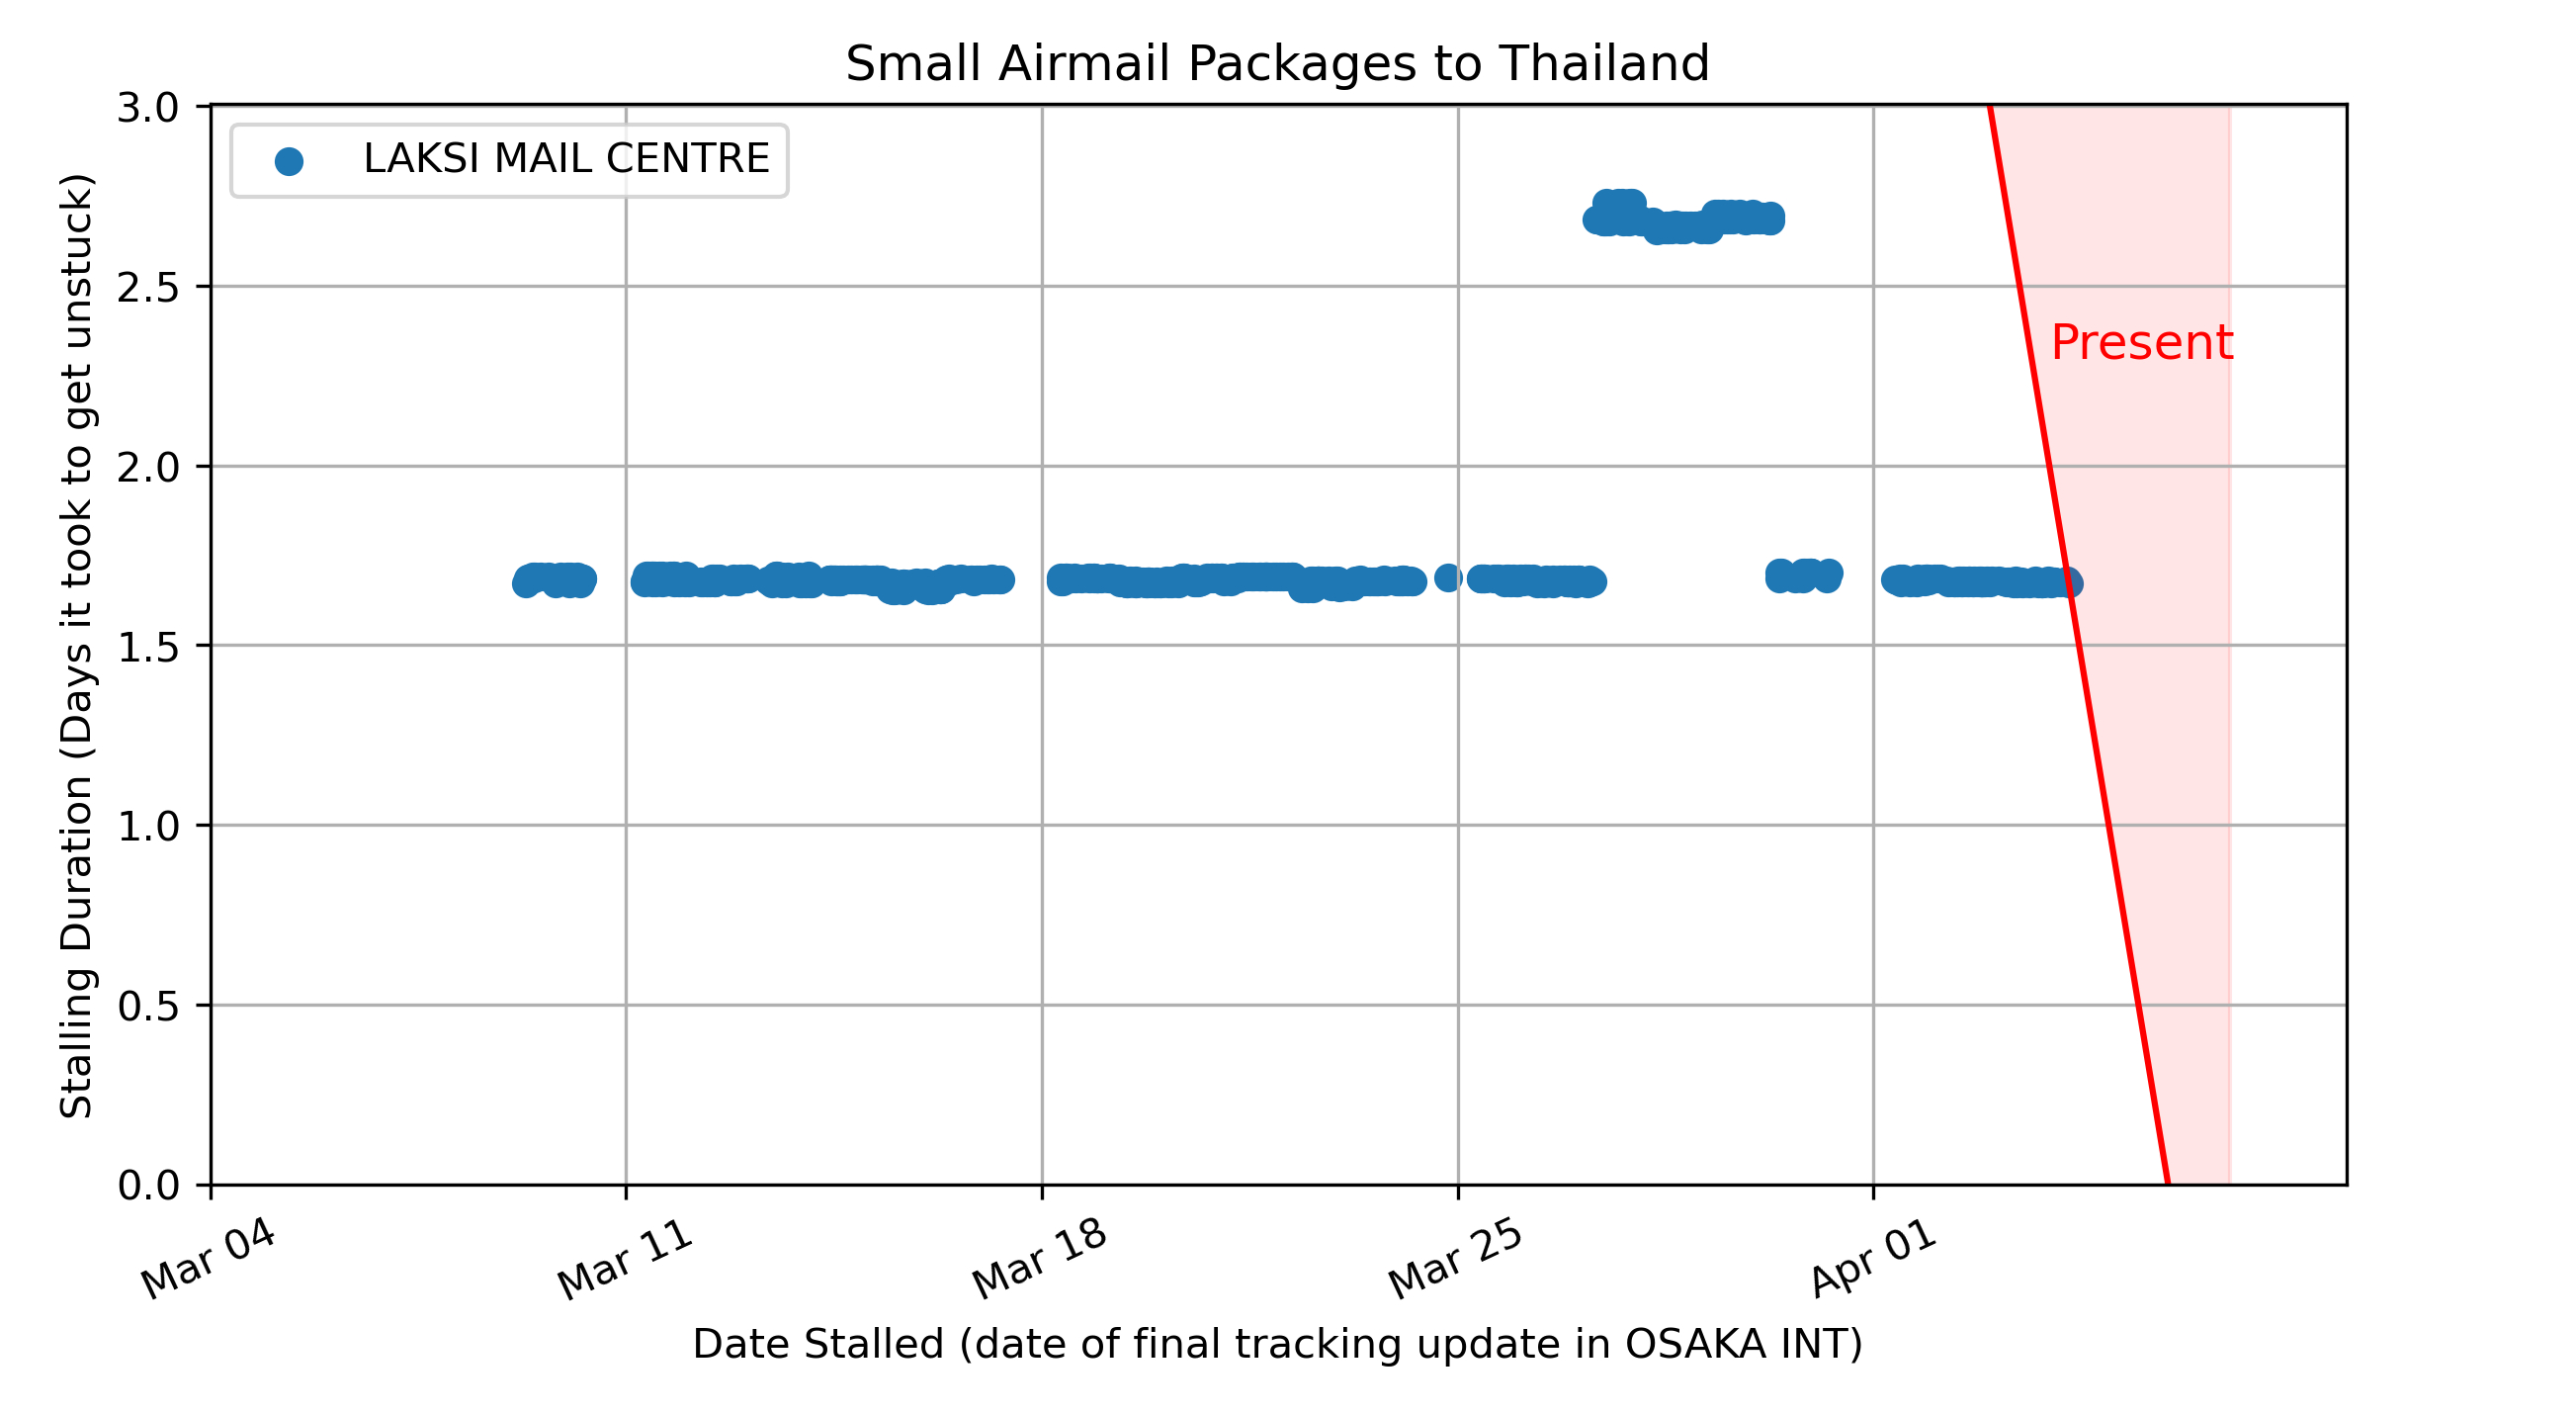 Small Airmail Packages to Thailand
LAKSI MAIL CENTRE
Present
Stalling Duration (Days it took to get unstuck)
3.0
2.5
2.0
1.5
1.0
0.5
0.0
Mar 04
Mar 11
Mar 18
Mar 25
Apr 01
Date Stalled (date of final tracking update in OSAKA INT)